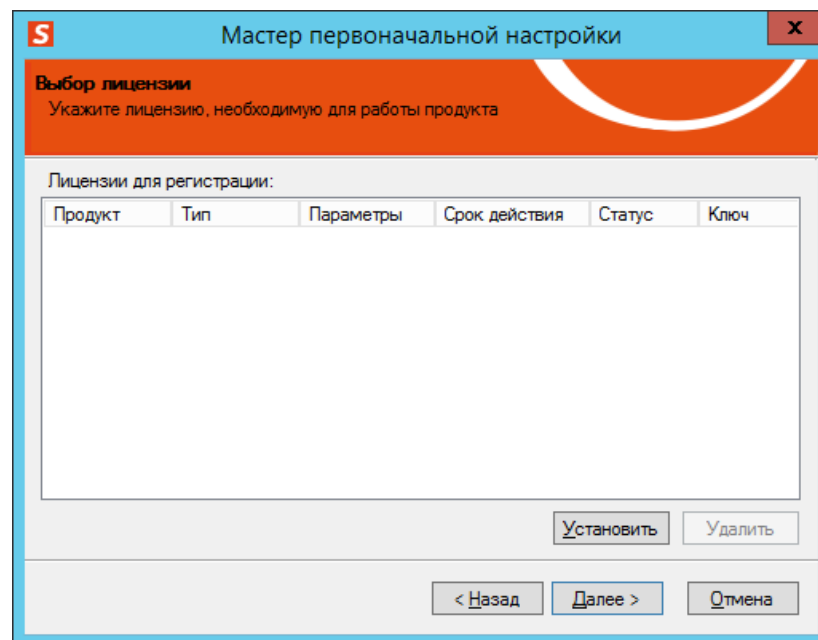 S
Мастер первоначальной настройки
x
Выбор лицензии
Укажите лицензию, необходимую для работы продукта
Лицензии для регистрации:
Продукт Тип Параметры Срок действия Статус Ключ
Установить Удалить
< Назад Далее > Отмена